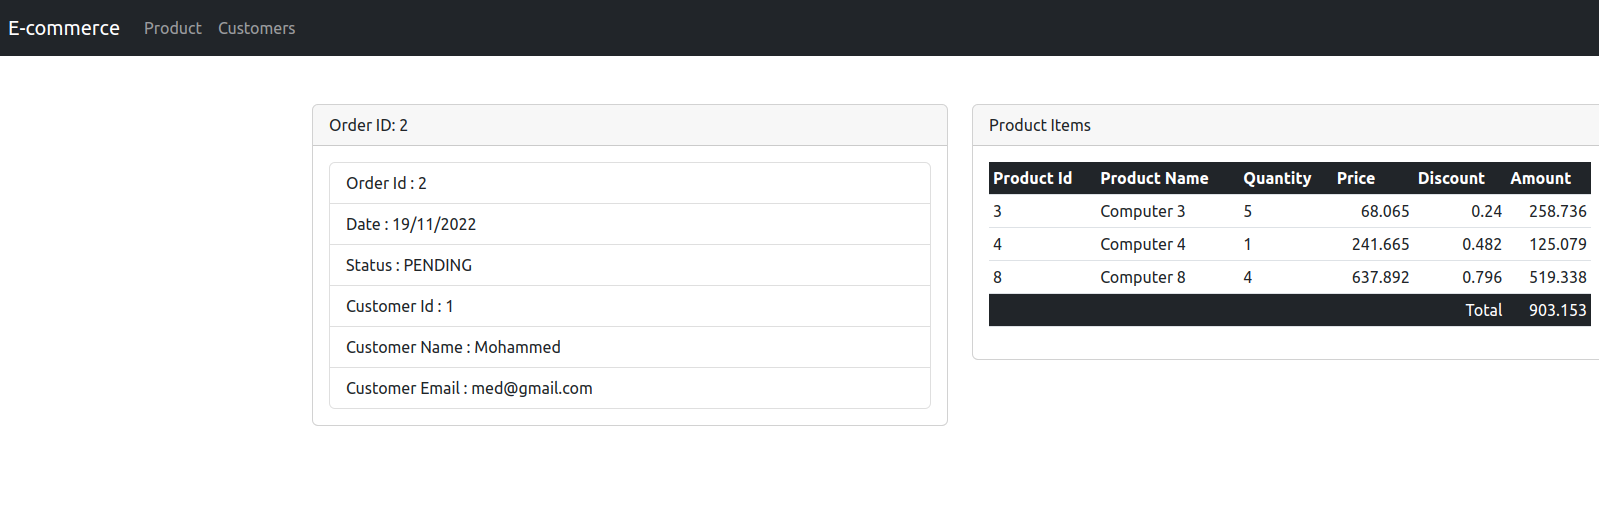 E-commerce Product Customers
Order ID: 2
Order Id : 2
Date : 19/11/2022
Status : PENDING
Customer Id : 1
Customer Name : Mohammed
Customer Email : med@gmail.com
Product Items
Product Id Product Name Quantity Price Discount Amount
3 Computer 3 5 68.065 0.24 258.736
4 Computer 4 1 241.665 0.482 125.079
8 Computer 8 4 637.892 0.796 519.338
Total 903.153